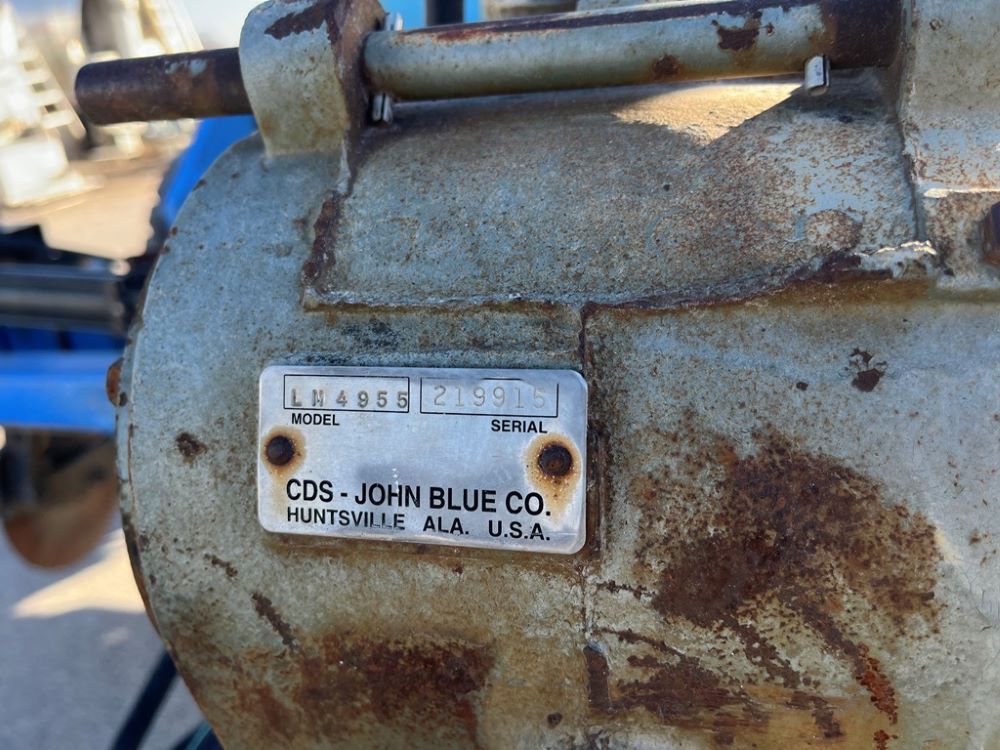 LM4955 219915
MODEL SERIAL
CDS - JOHN BLUE CO.
HUNTSVILLE ALA. U.S.A.